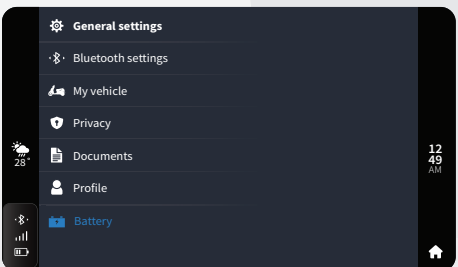 General settings
Bluetooth settings
My vehicle
Privacy
Documents
Profile
Battery
28°
12
49
AM